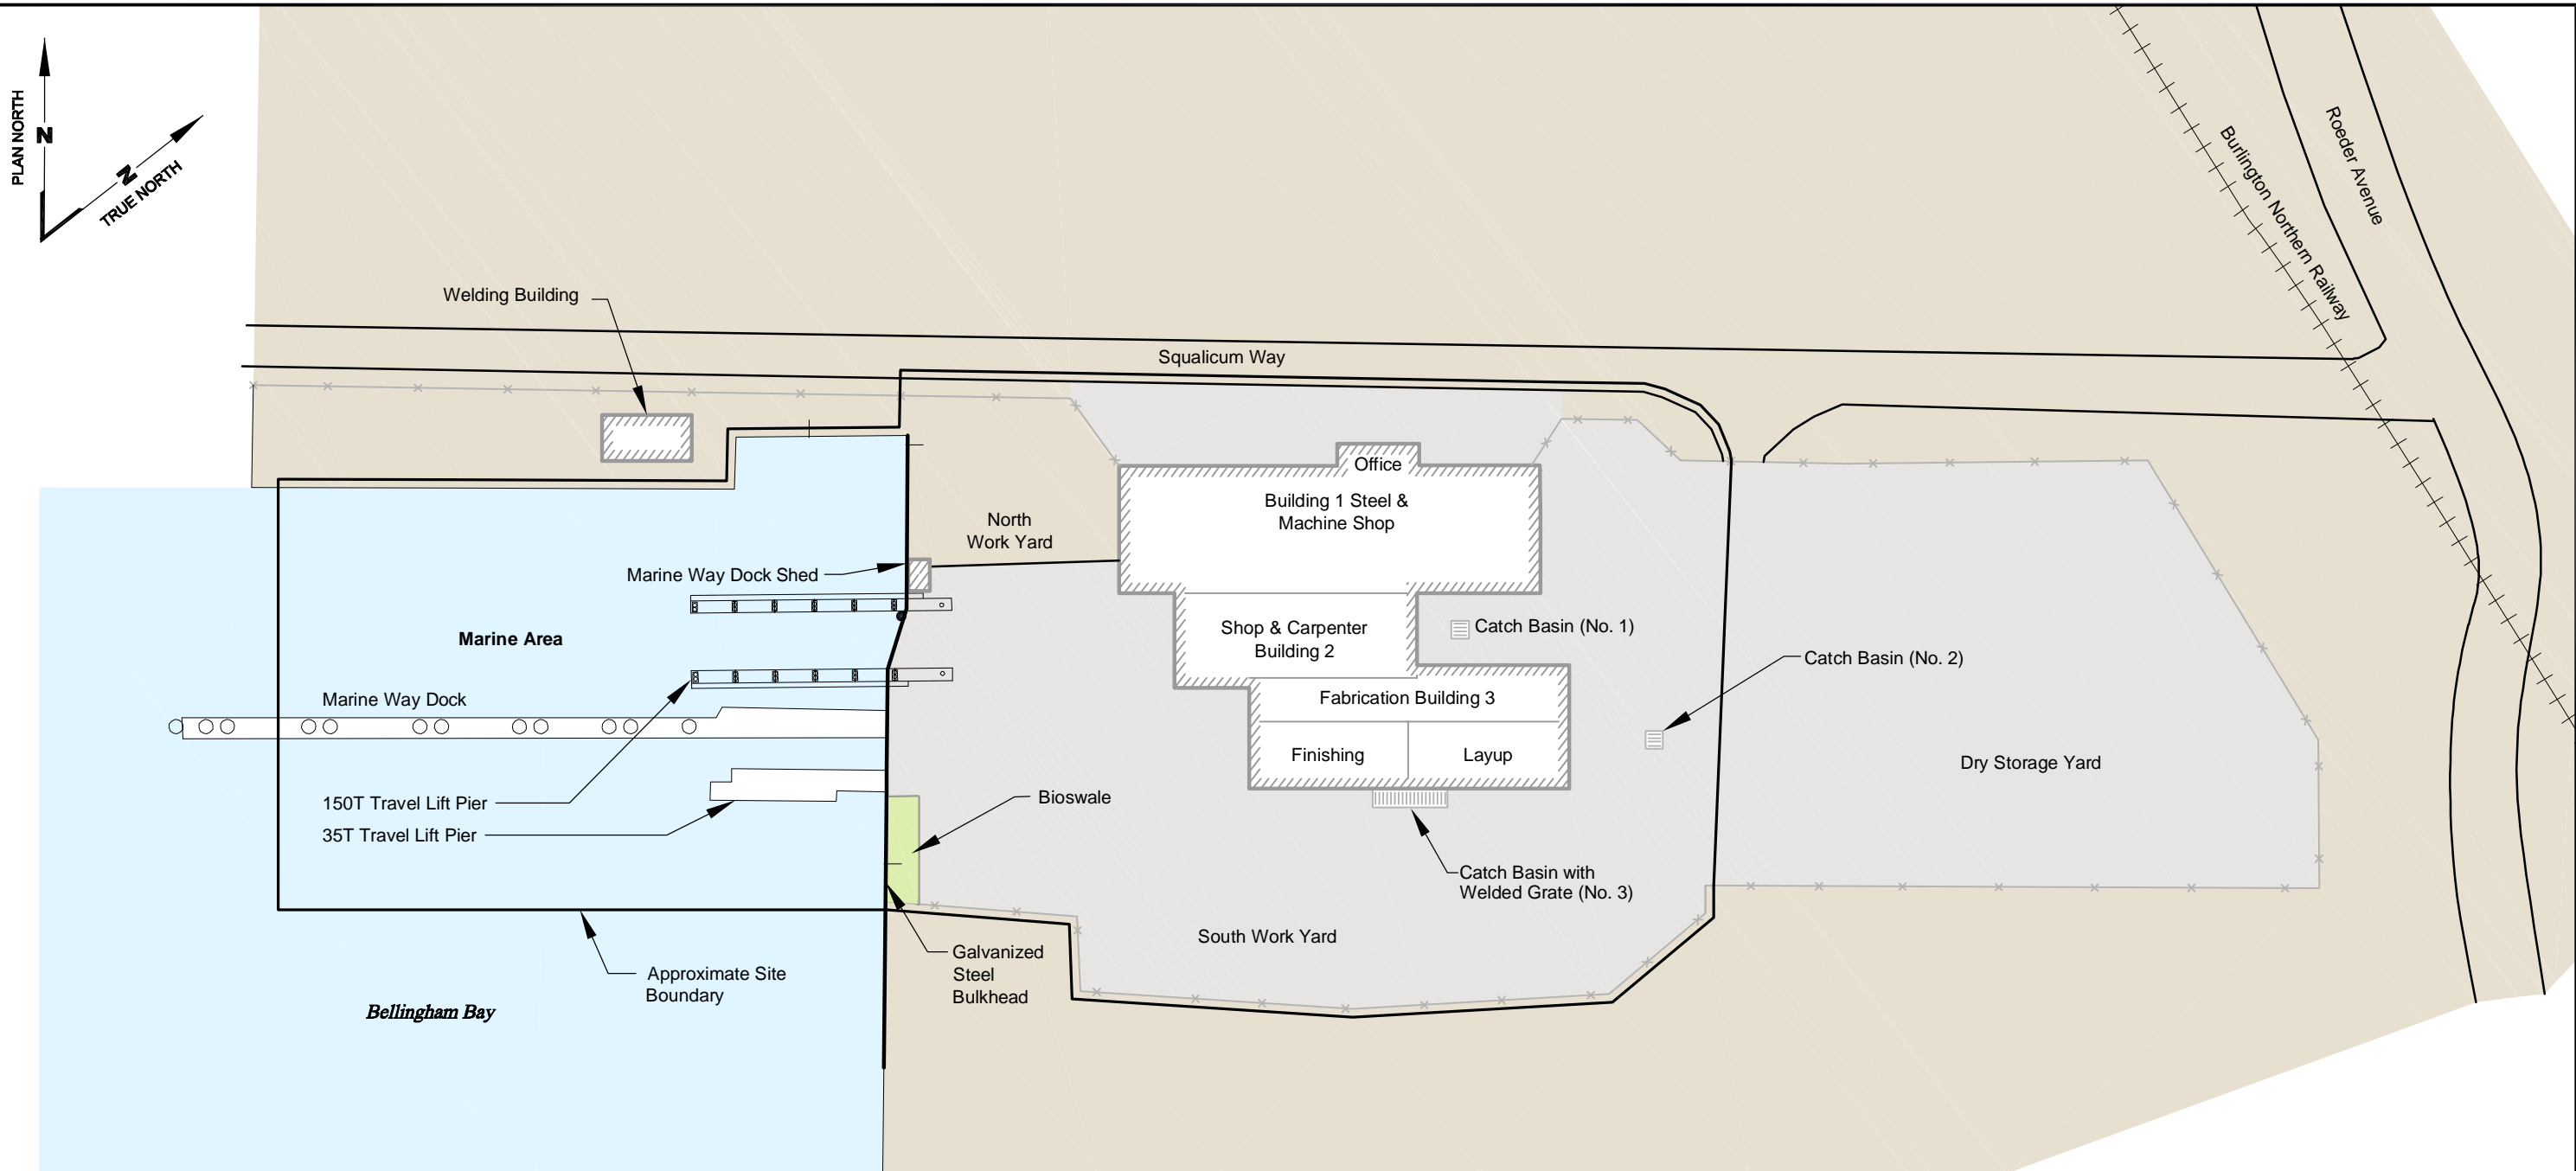 PLAN NORTH
N
N
TRUE NORTH
Welding Building
Squalicum Way
Burlington Northern Railway
Roeder Avenue
Office
Building 1 Steel &
Machine Shop
North
Work Yard
Marine Way Dock Shed
Marine Area
Shop & Carpenter
Building 2
Catch Basin (No. 1)
Catch Basin (No. 2)
Marine Way Dock
Fabrication Building 3
Finishing
Layup
Dry Storage Yard
150T Travel Lift Pier
35T Travel Lift Pier
Bioswale
Catch Basin with
Welded Grate (No. 3)
South Work Yard
Galvanized
Steel
Bulkhead
Approximate Site
Boundary
Bellingham Bay